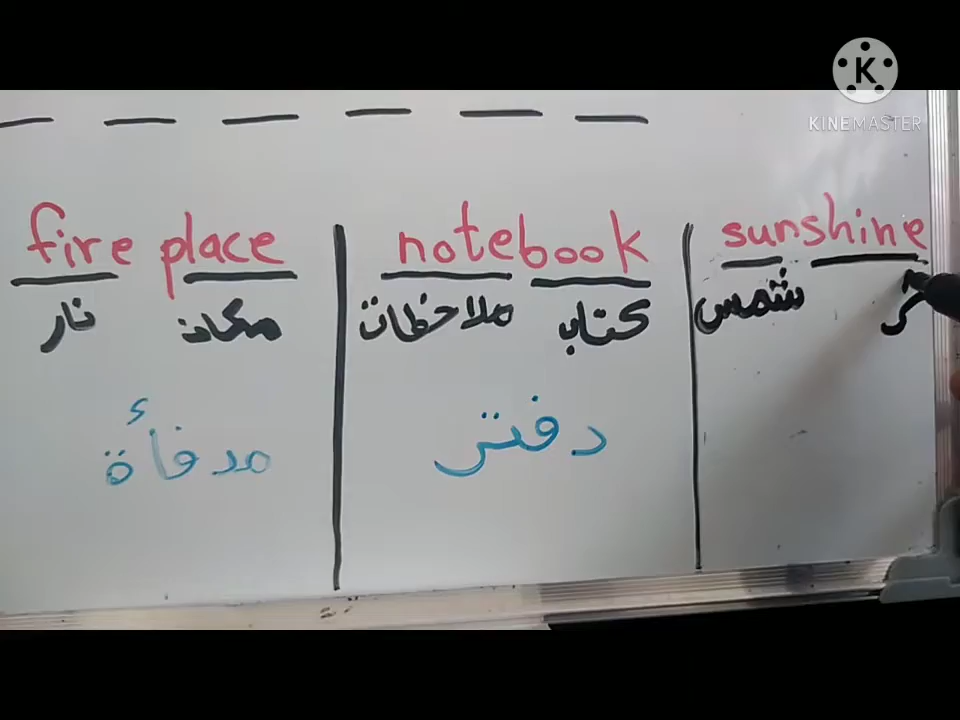 K
KINEMASTER
fire place
notebook
sunshine
نار مكان
ملاحظات كتاب
شمس
مدفأة
دفتر